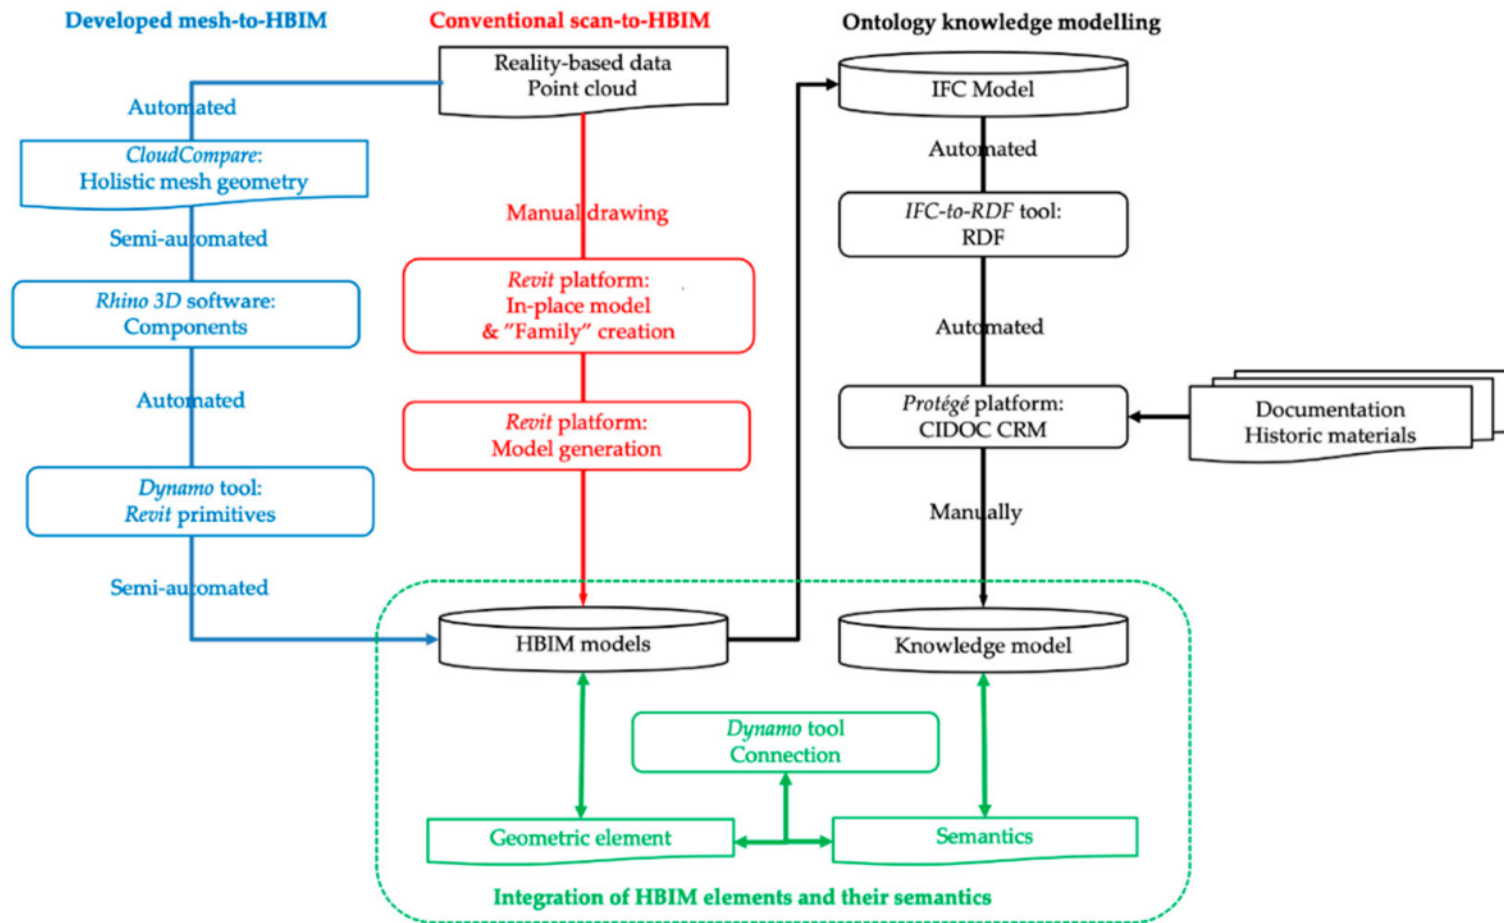 Developed mesh-to-HBIM
Conventional scan-to-HBIM
Ontology knowledge modelling
Reality-based data
Point cloud
IFC Model
Automated
Automated
CloudCompare:
Holistic mesh geometry
Manual drawing
IFC-to-RDF tool:
RDF
Semi-automated
Rhino 3D software:
Components
Revit platform:
In-place model
& "Family" creation
Automated
Automated
Revit platform:
Model generation
Protégé platform:
CIDOC CRM
Documentation
Historic materials
Dynamo tool:
Revit primitives
Manually
Semi-automated
HBIM models
Knowledge model
Dynamo tool
Connection
Geometric element
Semantics
Integration of HBIM elements and their semantics